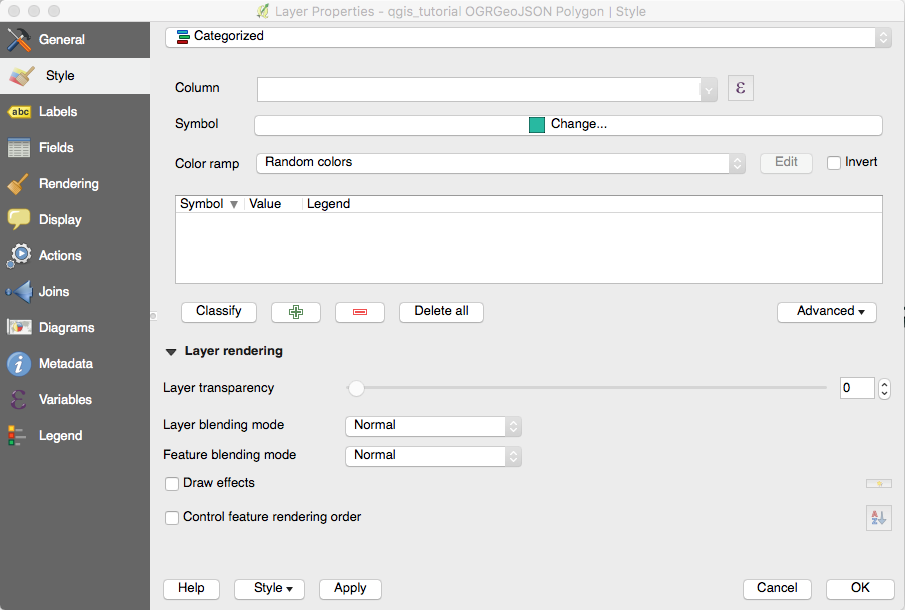 Layer Properties - qgis_tutorial OGRGeoJSON Polygon | Style
General
Style
abc Labels
Fields
Rendering
Display
Actions
Joins
Diagrams
Metadata
Variables
Legend
Categorized
Column
ε
Symbol
Change...
Color ramp
Random colors
Edit
Invert
Symbol Value Legend
Classify
Delete all
Advanced
Layer rendering
Layer transparency
0
Layer blending mode
Normal
Feature blending mode
Normal
Draw effects
Control feature rendering order
A
Z
Help
Style
Apply
Cancel
OK